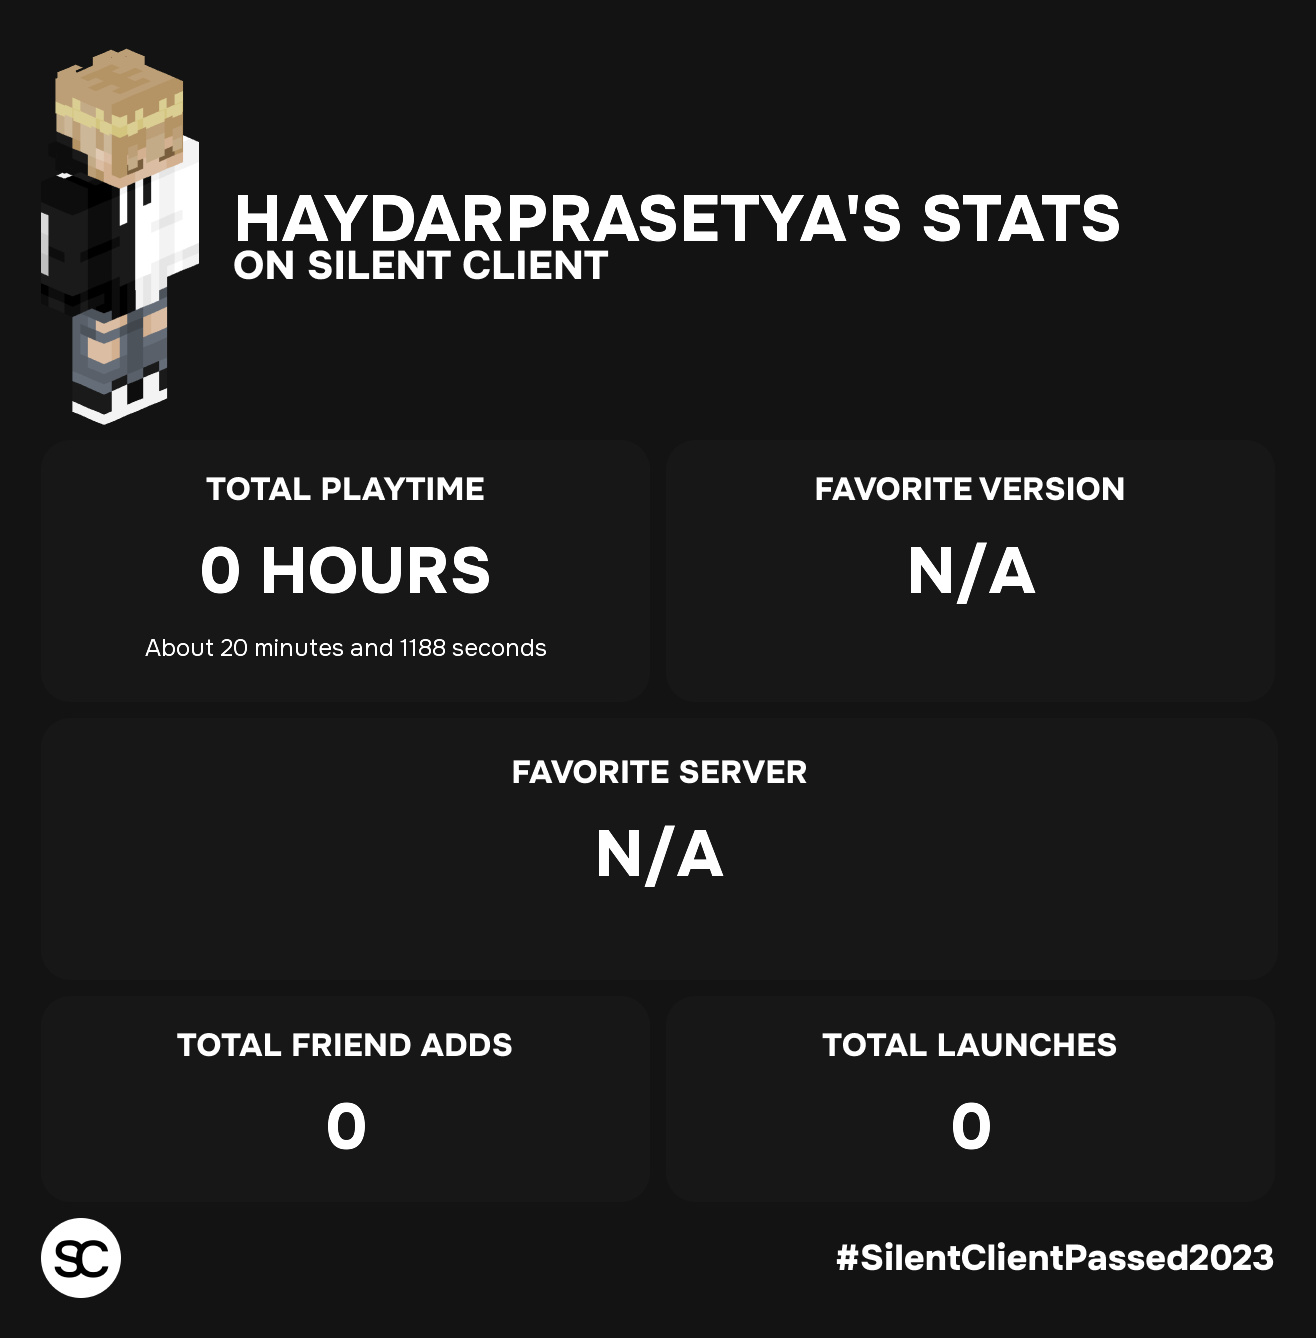 HAYDARPRASETYA'S STATS
ON SILENT CLIENT
TOTAL PLAYTIME
0 HOURS
About 20 minutes and 1188 seconds
FAVORITE VERSION
N/A
FAVORITE SERVER
N/A
TOTAL FRIEND ADDS
0
TOTAL LAUNCHES
0
SC
#SilentClientPassed2023